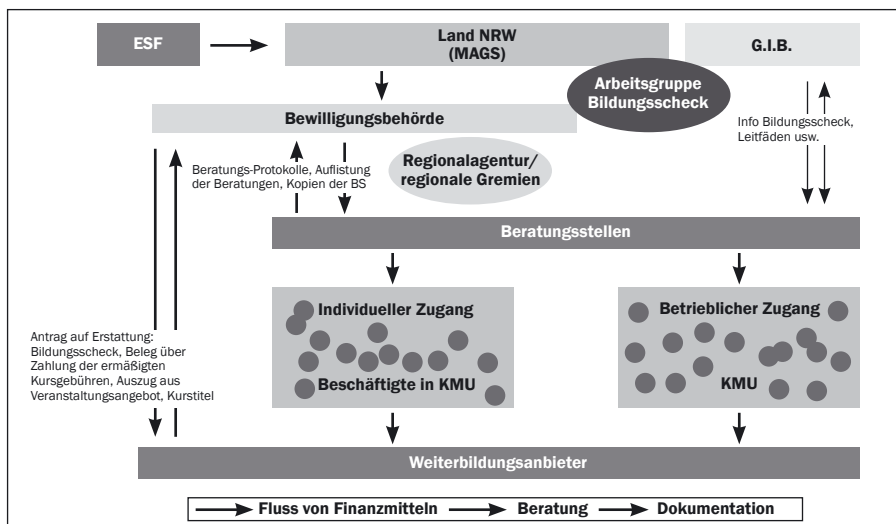 ESF
Land NRW
(MAGS)
G.I.B.
Arbeitsgruppe
Bildungsscheck
Bewilligungsbehörde
Info Bildungsscheck,
Leitfäden usw.
Beratungs-Protokolle, Auflistung
der Beratungen, Kopien der BS
Regionalagentur/
regionale Gremien
Beratungsstellen
Individueller Zugang
Beschäftigte in KMU
Betrieblicher Zugang
KMU
Antrag auf Erstattung:
Bildungsscheck, Beleg über
Zahlung der ermäßigten
Kursgebühren, Auszug aus
Veranstaltungsangebot, Kurstitel
Weiterbildungsanbieter
Fluss von Finanzmitteln
Beratung
Dokumentation